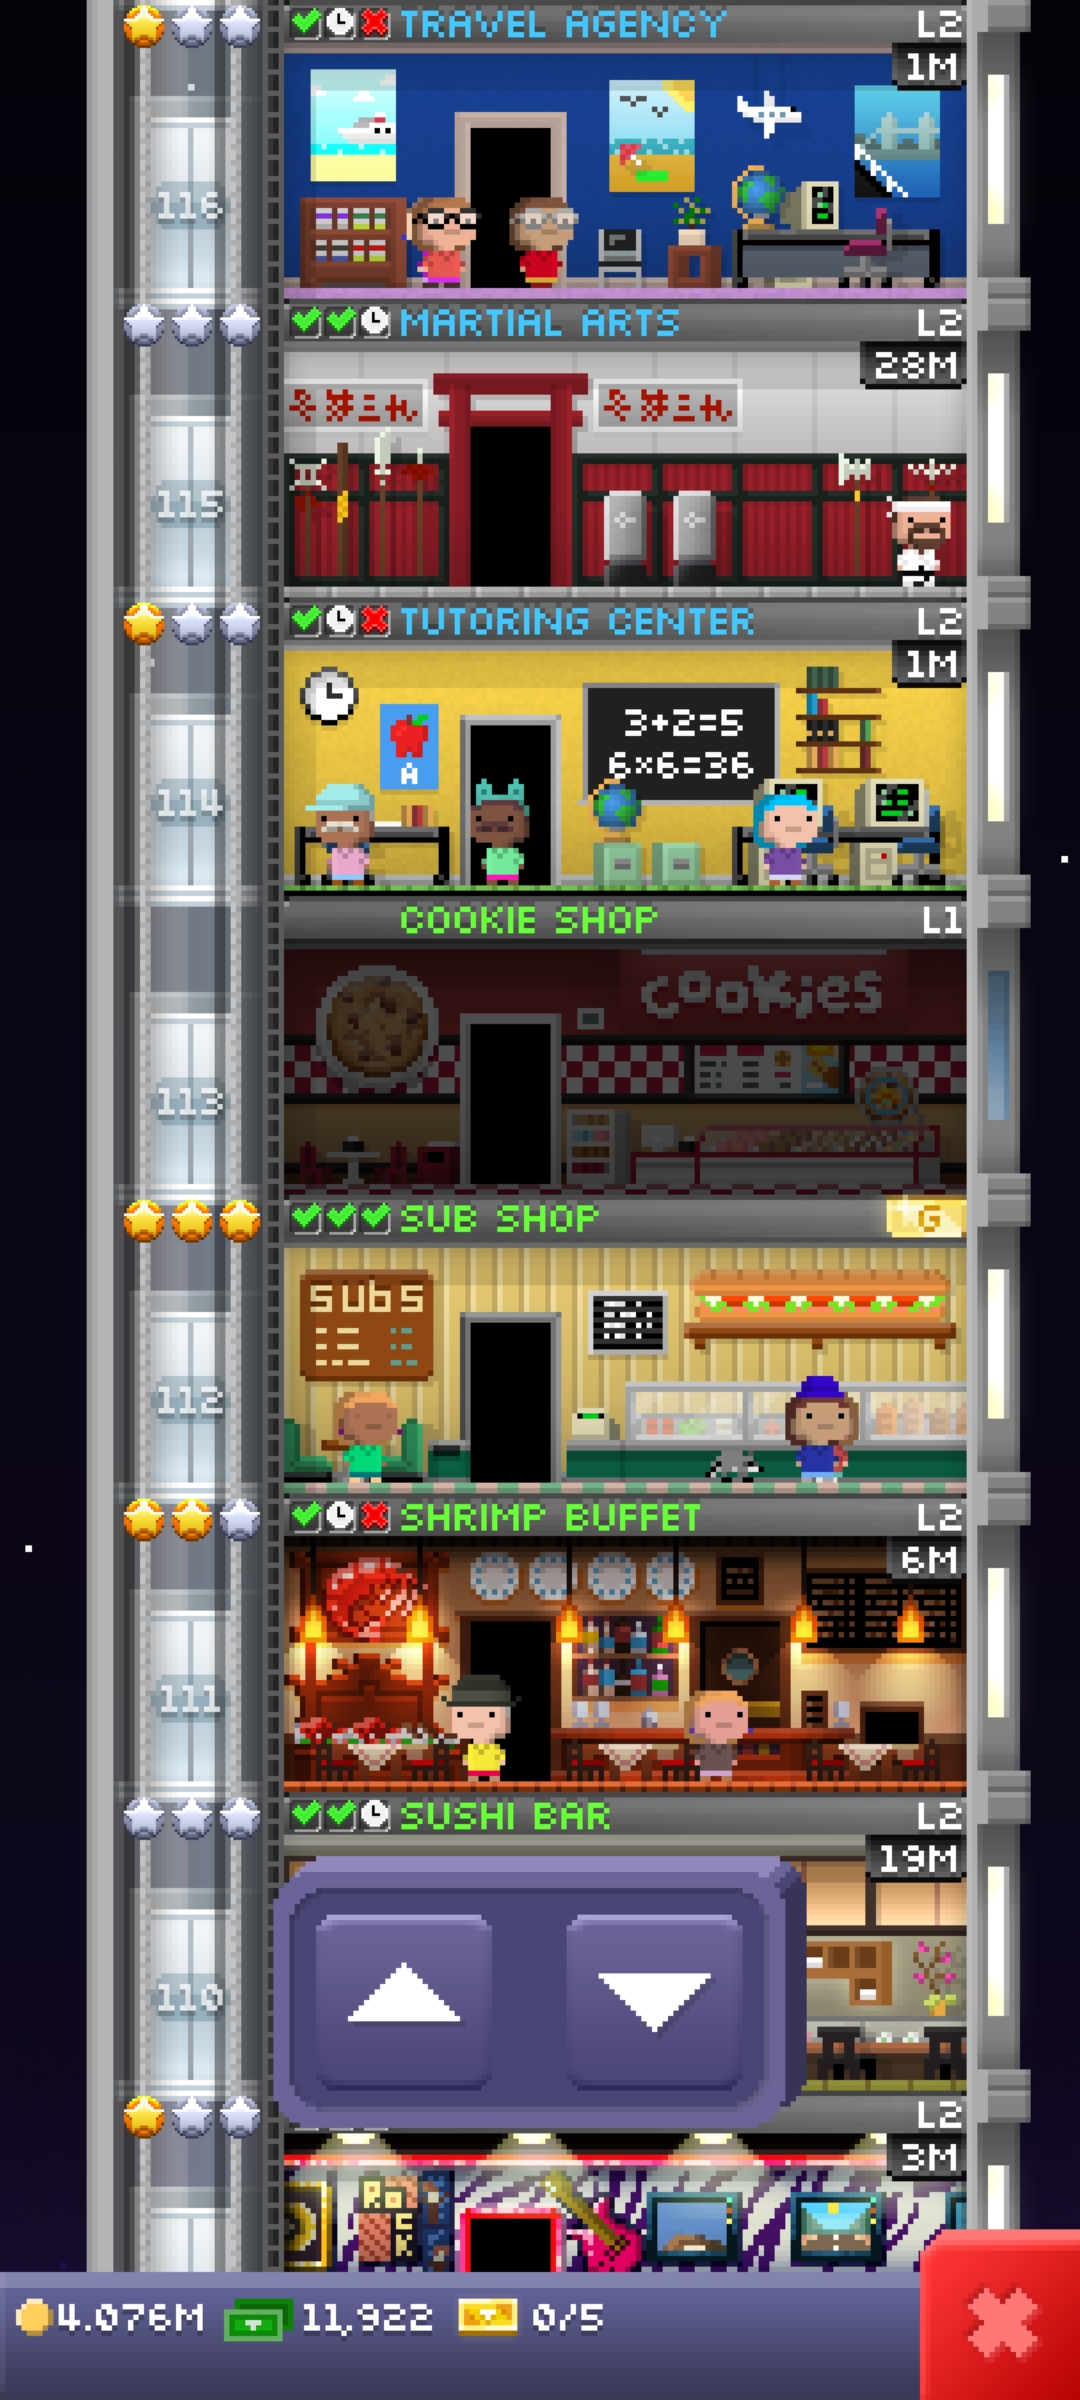 TRAVEL AGENCY L2
1M
116
MARTIAL ARTS L2
28M
115
TUTORING CENTER L2
1M
3+2=5
6×6=36
A
114
COOKIE SHOP L1
cookies
113
SUB SHOP G
subs
112
SHRIMP BUFFET L2
6M
111
SUSHI BAR L2
19M
110
L2
3M
RoCK
4.076M 11,922 0/5